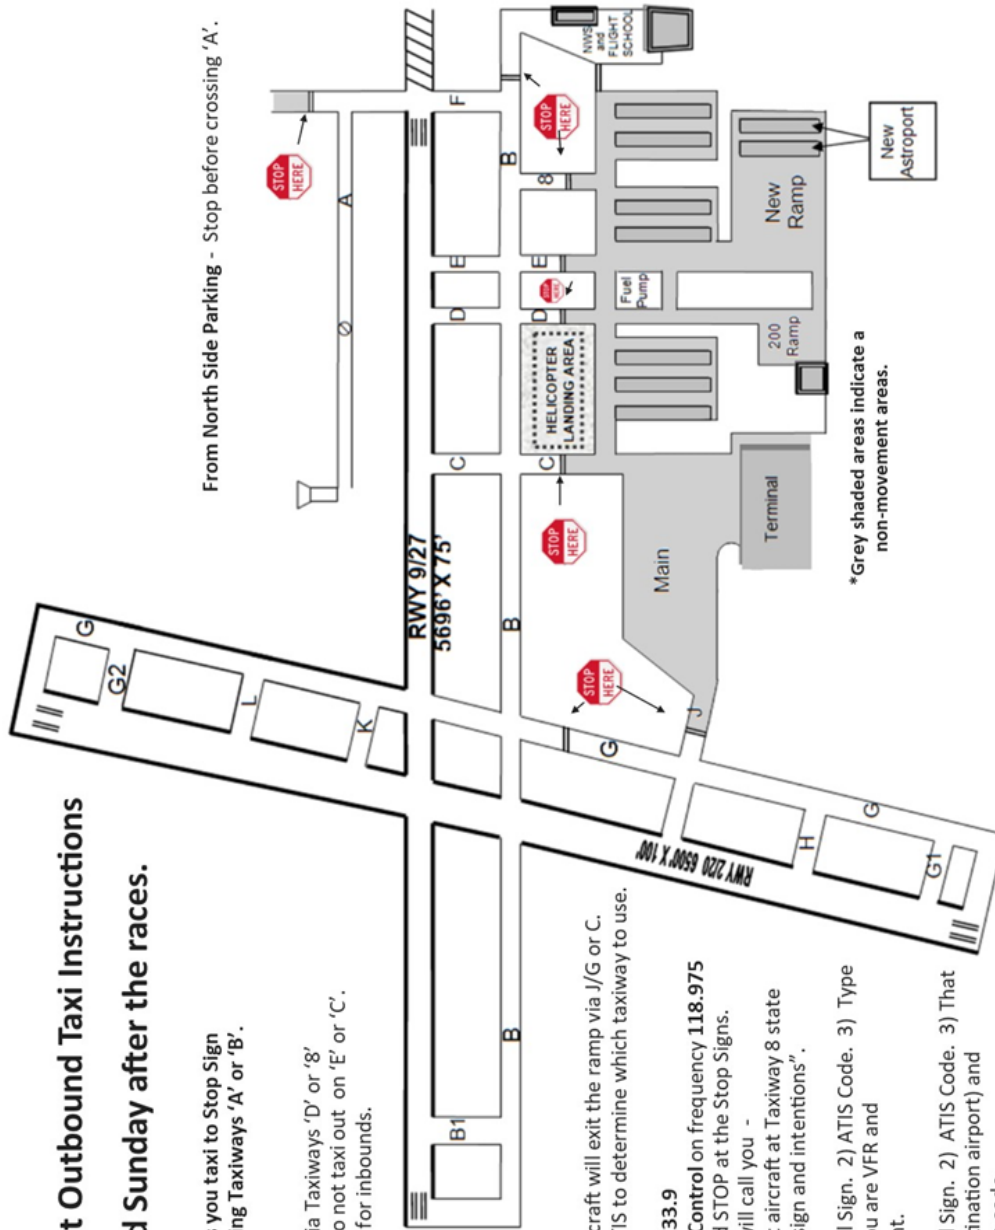 t Outbound Taxi Instructions
d Sunday after the races.
From North Side Parking - Stop before crossing 'A'.
you taxi to Stop Sign
ing Taxiways 'A' or 'B'.
ia Taxiways 'D' or '8'
o not taxi out on 'E' or 'C'.
for inbounds.
craft will exit the ramp via J/G or C.
TIS to determine which taxiway to use.
33.9
Control on frequency 118.975
d STOP at the Stop Signs.
will call you -
aircraft at Taxiway 8 state
sign and intentions".
l Sign. 2) ATIS Code. 3) Type
ou are VFR and
nt.
l Sign. 2) ATIS Code. 3) That
ination airport) and
STOP
HERE
A
Ø
G
G2
L
K
RWY 9/27
5696' X 75'
F
E
D
C
B1
B
B
B
8
E
D
C
STOP
HERE
STOP
HERE
STOP
HERE
STOP
HERE
NWS
and
FLIGHT
SCHOOL
HELICOPTER
LANDING AREA
Fuel
Pump
New
Ramp
200
Ramp
New
Astroport
Main
Terminal
G
J
RWY 2/20 6500' X 100'
H
G
G1
*Grey shaded areas indicate a
non-movement areas.